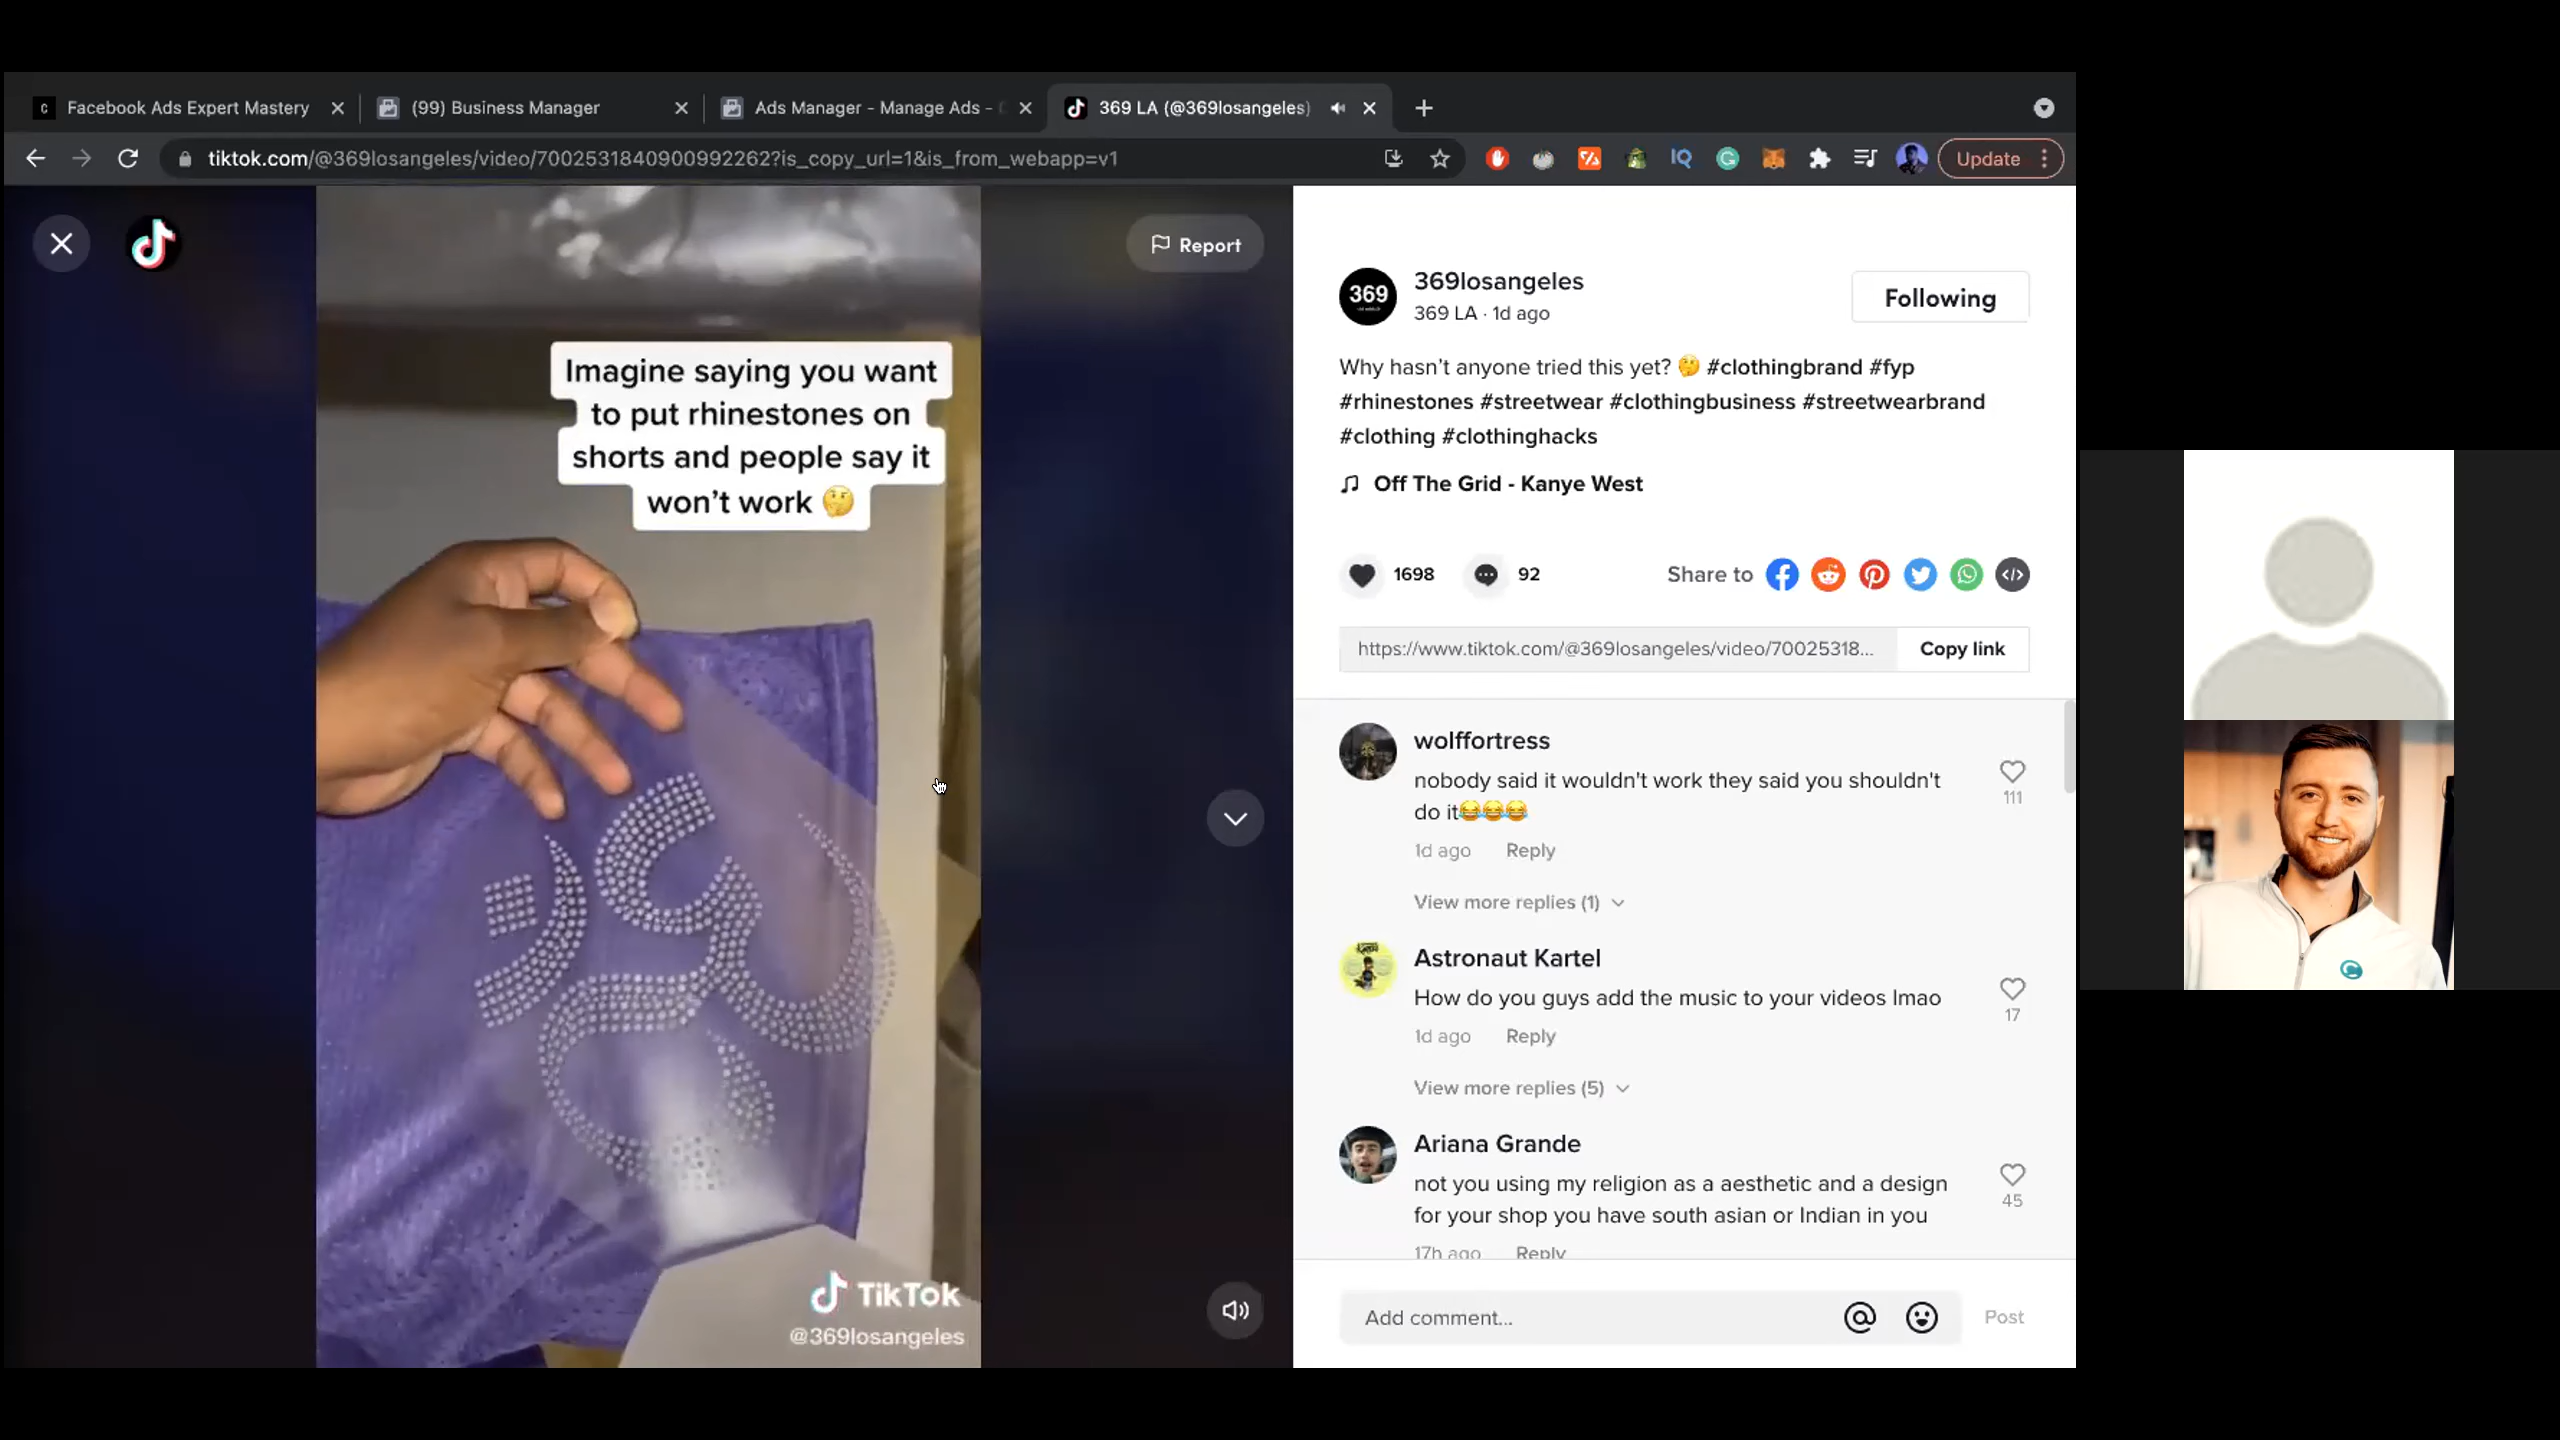 c Facebook Ads Expert Mastery
(99) Business Manager
Ads Manager - Manage Ads -
369 LA (@369losangeles)
tiktok.com/@369losangeles/video/7002531840900992262?is_copy_url=1&is_from_webapp=v1
IQ
Update
Report
Imagine saying you want
to put rhinestones on
shorts and people say it
won't work 🤔
TikTok
@369losangeles
369
369losangeles
369 LA · 1d ago
Following
Why hasn't anyone tried this yet? 🤔 #clothingbrand #fyp
#rhinestones #streetwear #clothingbusiness #streetwearbrand
#clothing #clothinghacks
Off The Grid - Kanye West
1698
92
Share to
https://www.tiktok.com/@369losangeles/video/70025318...
Copy link
wolffortress
nobody said it wouldn't work they said you shouldn't
do it😂😂😂
111
1d ago Reply
View more replies (1)
Astronaut Kartel
How do you guys add the music to your videos lmao
17
1d ago Reply
View more replies (5)
Ariana Grande
not you using my religion as a aesthetic and a design
for your shop you have south asian or Indian in you
45
17h ago Reply
Add comment...
Post